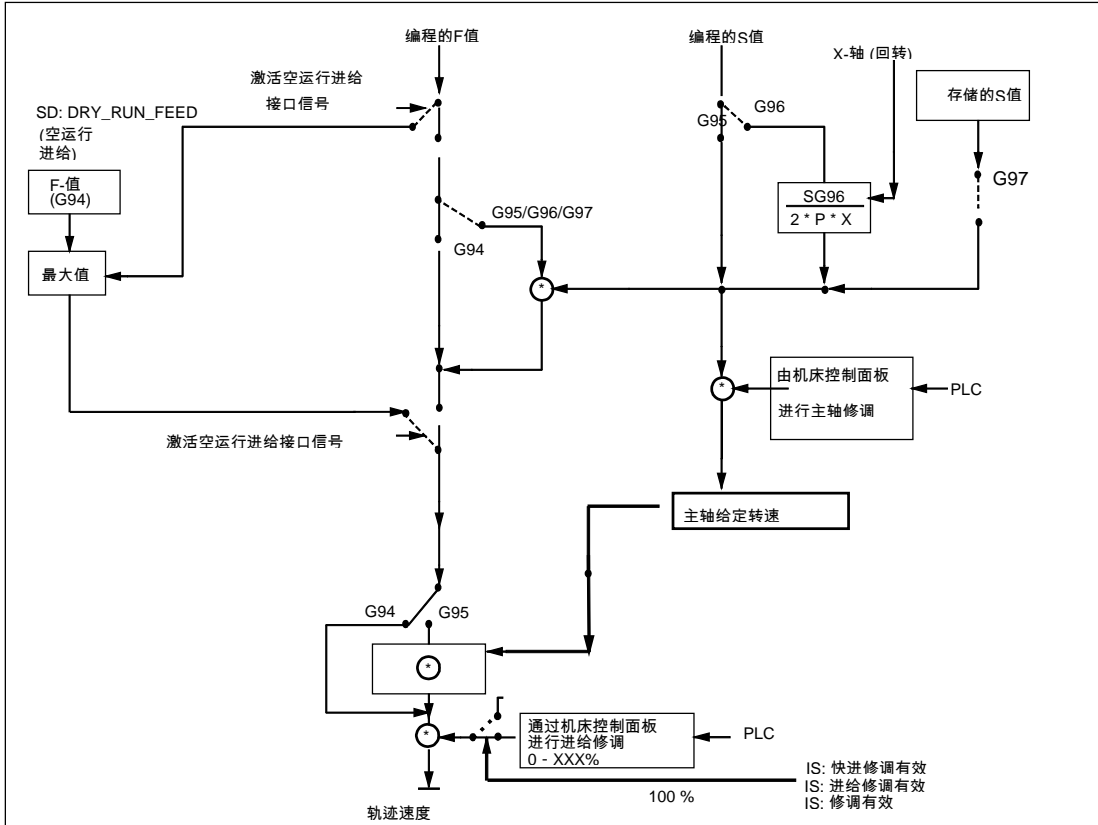 编程的F值
编程的S值
X-轴 (回转)
激活空运行进给
接口信号
SD: DRY_RUN_FEED
(空运行
进给)
G96
G95
存储的S值
F-值
(G94)
G97
SG96
2 * P * X
G95/G96/G97
G94
最大值
*
由机床控制面板
进行主轴修调
*
PLC
激活空运行进给接口信号
主轴给定转速
G94
G95
*
通过机床控制面板
进行进给修调
0 - XXX%
*
PLC
100 %
IS: 快进修调有效
IS: 进给修调有效
IS: 修调有效
轨迹速度